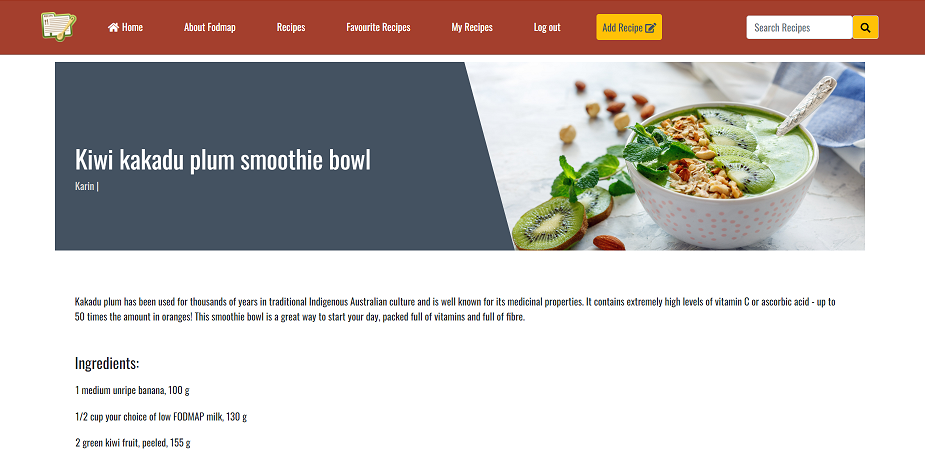 Home About Fodmap Recipes Favourite Recipes My Recipes Log out Add Recipe Search Recipes
Kiwi kakadu plum smoothie bowl
Karin |
Kakadu plum has been used for thousands of years in traditional Indigenous Australian culture and is well known for its medicinal properties. It contains extremely high levels of vitamin C or ascorbic acid - up to
50 times the amount in oranges! This smoothie bowl is a great way to start your day, packed full of vitamins and full of fibre.
Ingredients:
1 medium unripe banana, 100 g
1/2 cup your choice of low FODMAP milk, 130 g
2 green kiwi fruit, peeled, 155 g